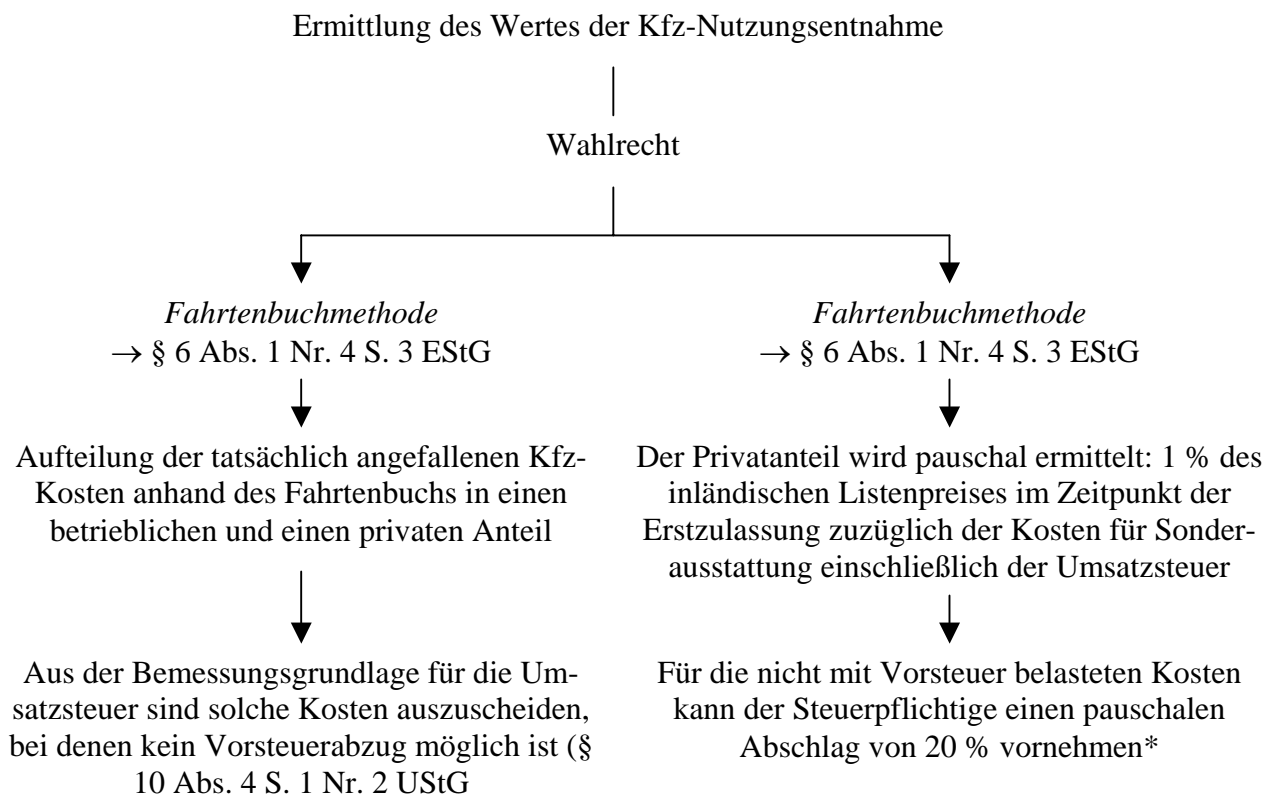 Ermittlung des Wertes der Kfz-Nutzungsentnahme
Wahlrecht
Fahrtenbuchmethode
→ § 6 Abs. 1 Nr. 4 S. 3 EStG
Aufteilung der tatsächlich angefallenen Kfz-
Kosten anhand des Fahrtenbuchs in einen
betrieblichen und einen privaten Anteil
Aus der Bemessungsgrundlage für die Um-
satzsteuer sind solche Kosten auszuscheiden,
bei denen kein Vorsteuerabzug möglich ist (§
10 Abs. 4 S. 1 Nr. 2 UStG
Fahrtenbuchmethode
→ § 6 Abs. 1 Nr. 4 S. 3 EStG
Der Privatanteil wird pauschal ermittelt: 1 % des
inländischen Listenpreises im Zeitpunkt der
Erstzulassung zuzüglich der Kosten für Sonder-
ausstattung einschließlich der Umsatzsteuer
Für die nicht mit Vorsteuer belasteten Kosten
kann der Steuerpflichtige einen pauschalen
Abschlag von 20 % vornehmen*